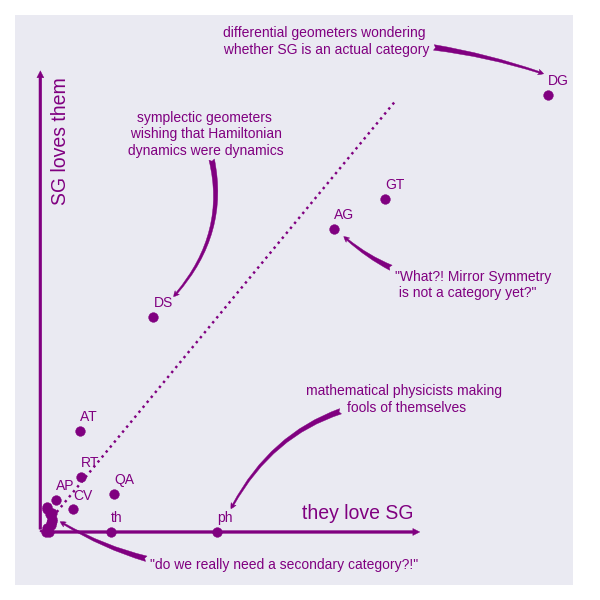 differential geometers wondering
whether SG is an actual category
DG
SG loves them
symplectic geometers
wishing that Hamiltonian
dynamics were dynamics
GT
AG
"What?! Mirror Symmetry
is not a category yet?"
DS
mathematical physicists making
fools of themselves
AT
RT
AP
CV
QA
th
ph
they love SG
"do we really need a secondary category?!"